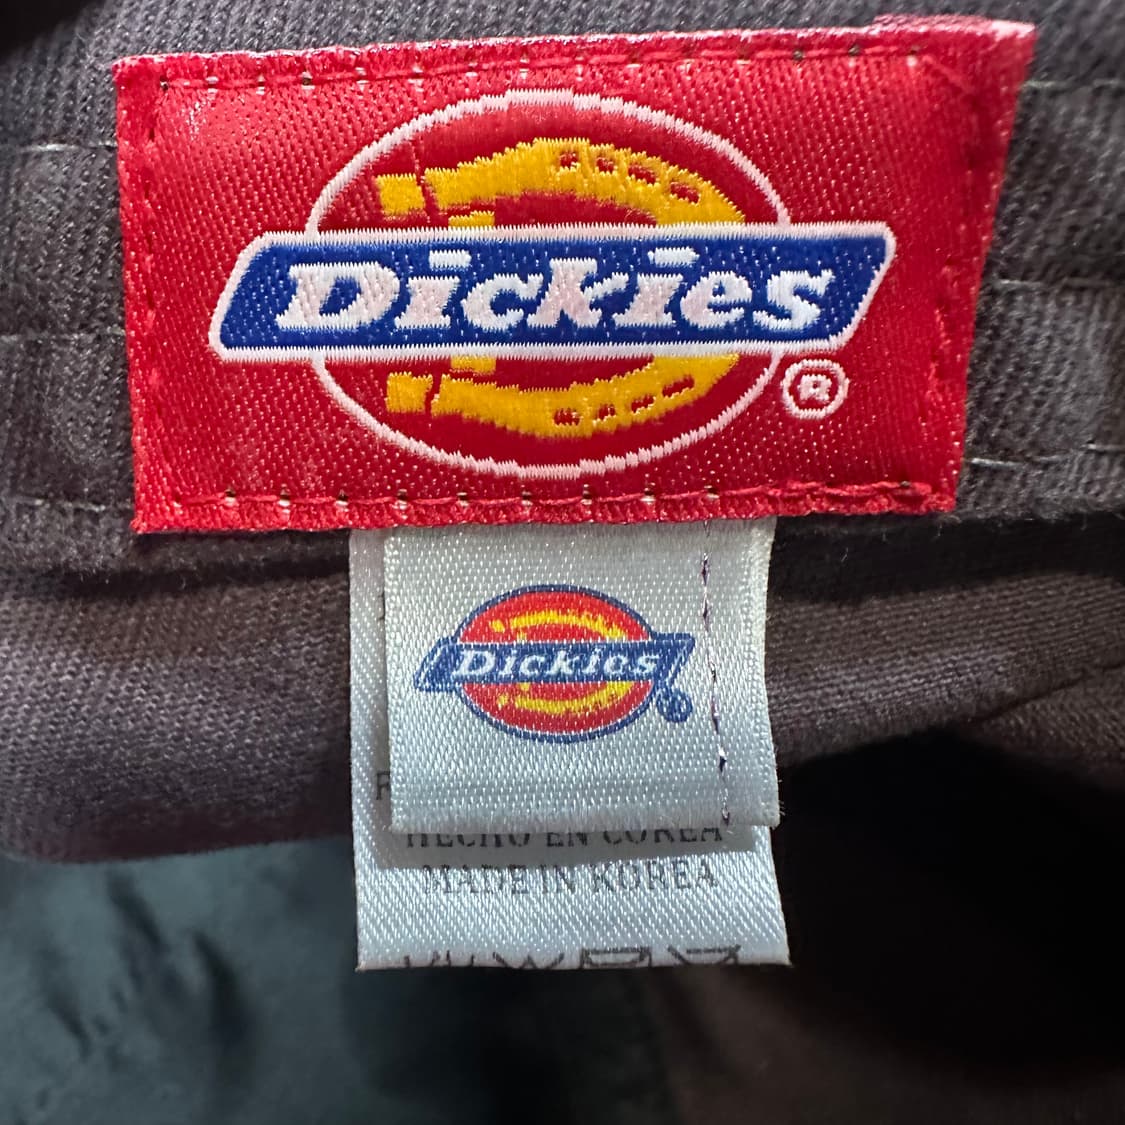 Dickies
®
Dickies
HECHO EN COREA
MADE IN KOREA